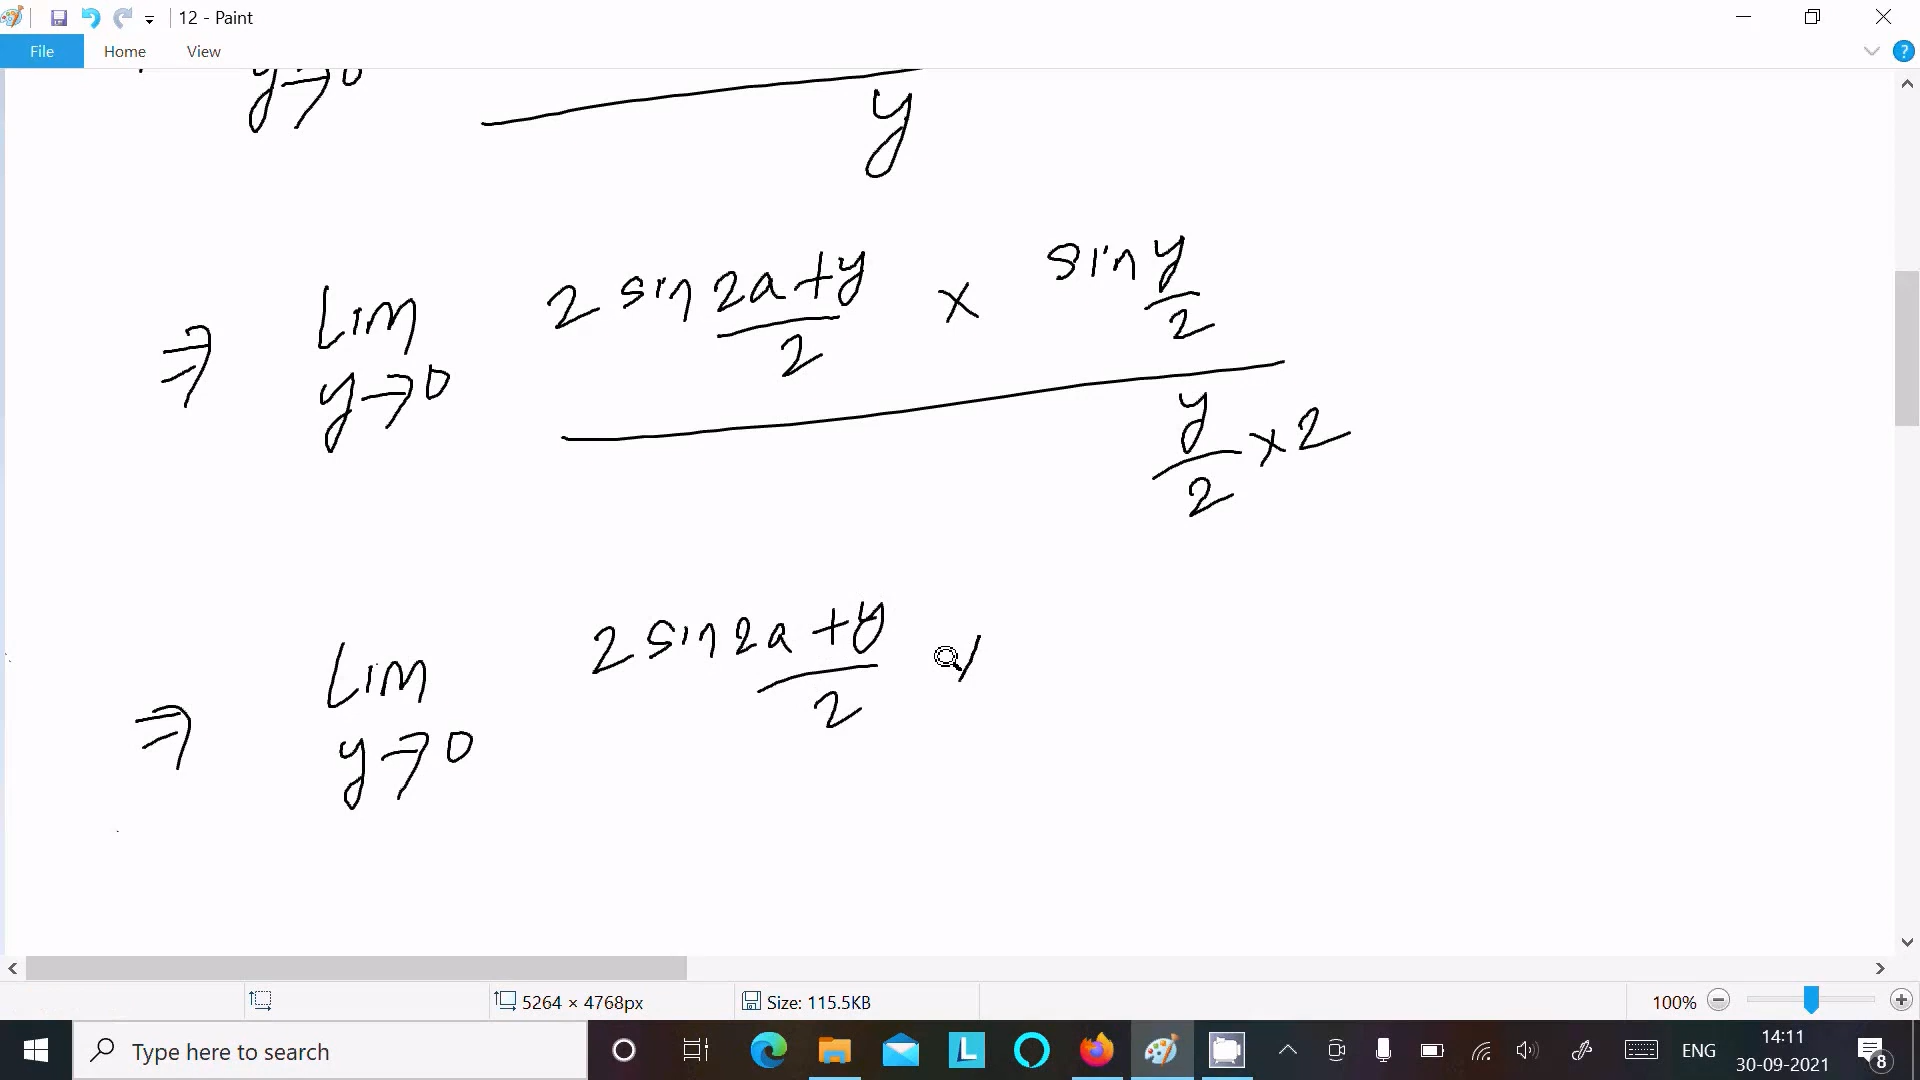 12 - Paint
File Home View
y→0
y
⇒ Lim y→0 2 sin 2a+y/2 × sin y/2
y/2 × 2
⇒ Lim y→0 2 sin 2a+y/2
100%
5264 × 4768px
Size: 115.5KB
Type here to search
L
ENG
14:11
30-09-2021
8